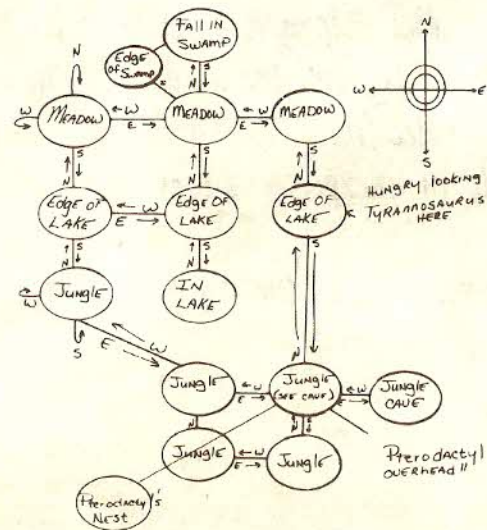 FALL IN
SWAMP
Edge
of Swamp
S
N
S
N
W
E
S
N
W
MEADOW
W
E
MEADOW
W
E
MEADOW
S
N
S
N
S
N
Edge of
LAKE
W
E
Edge Of
LAKE
Edge of
LAKE
HUNGRY LOOKING
TYRANNOSAURUS
HERE
S
N
S
N
S
JUNGLE
W
IN
LAKE
S
E
W
N
JUNGLE
W
E
JUNGLE
(SEE CAVE)
W
E
JUNGLE
CAVE
N
N
E
JUNGLE
W
E
JUNGLE
Pterodactyl
OVERHEAD!!
Pterodactyl's
NEST